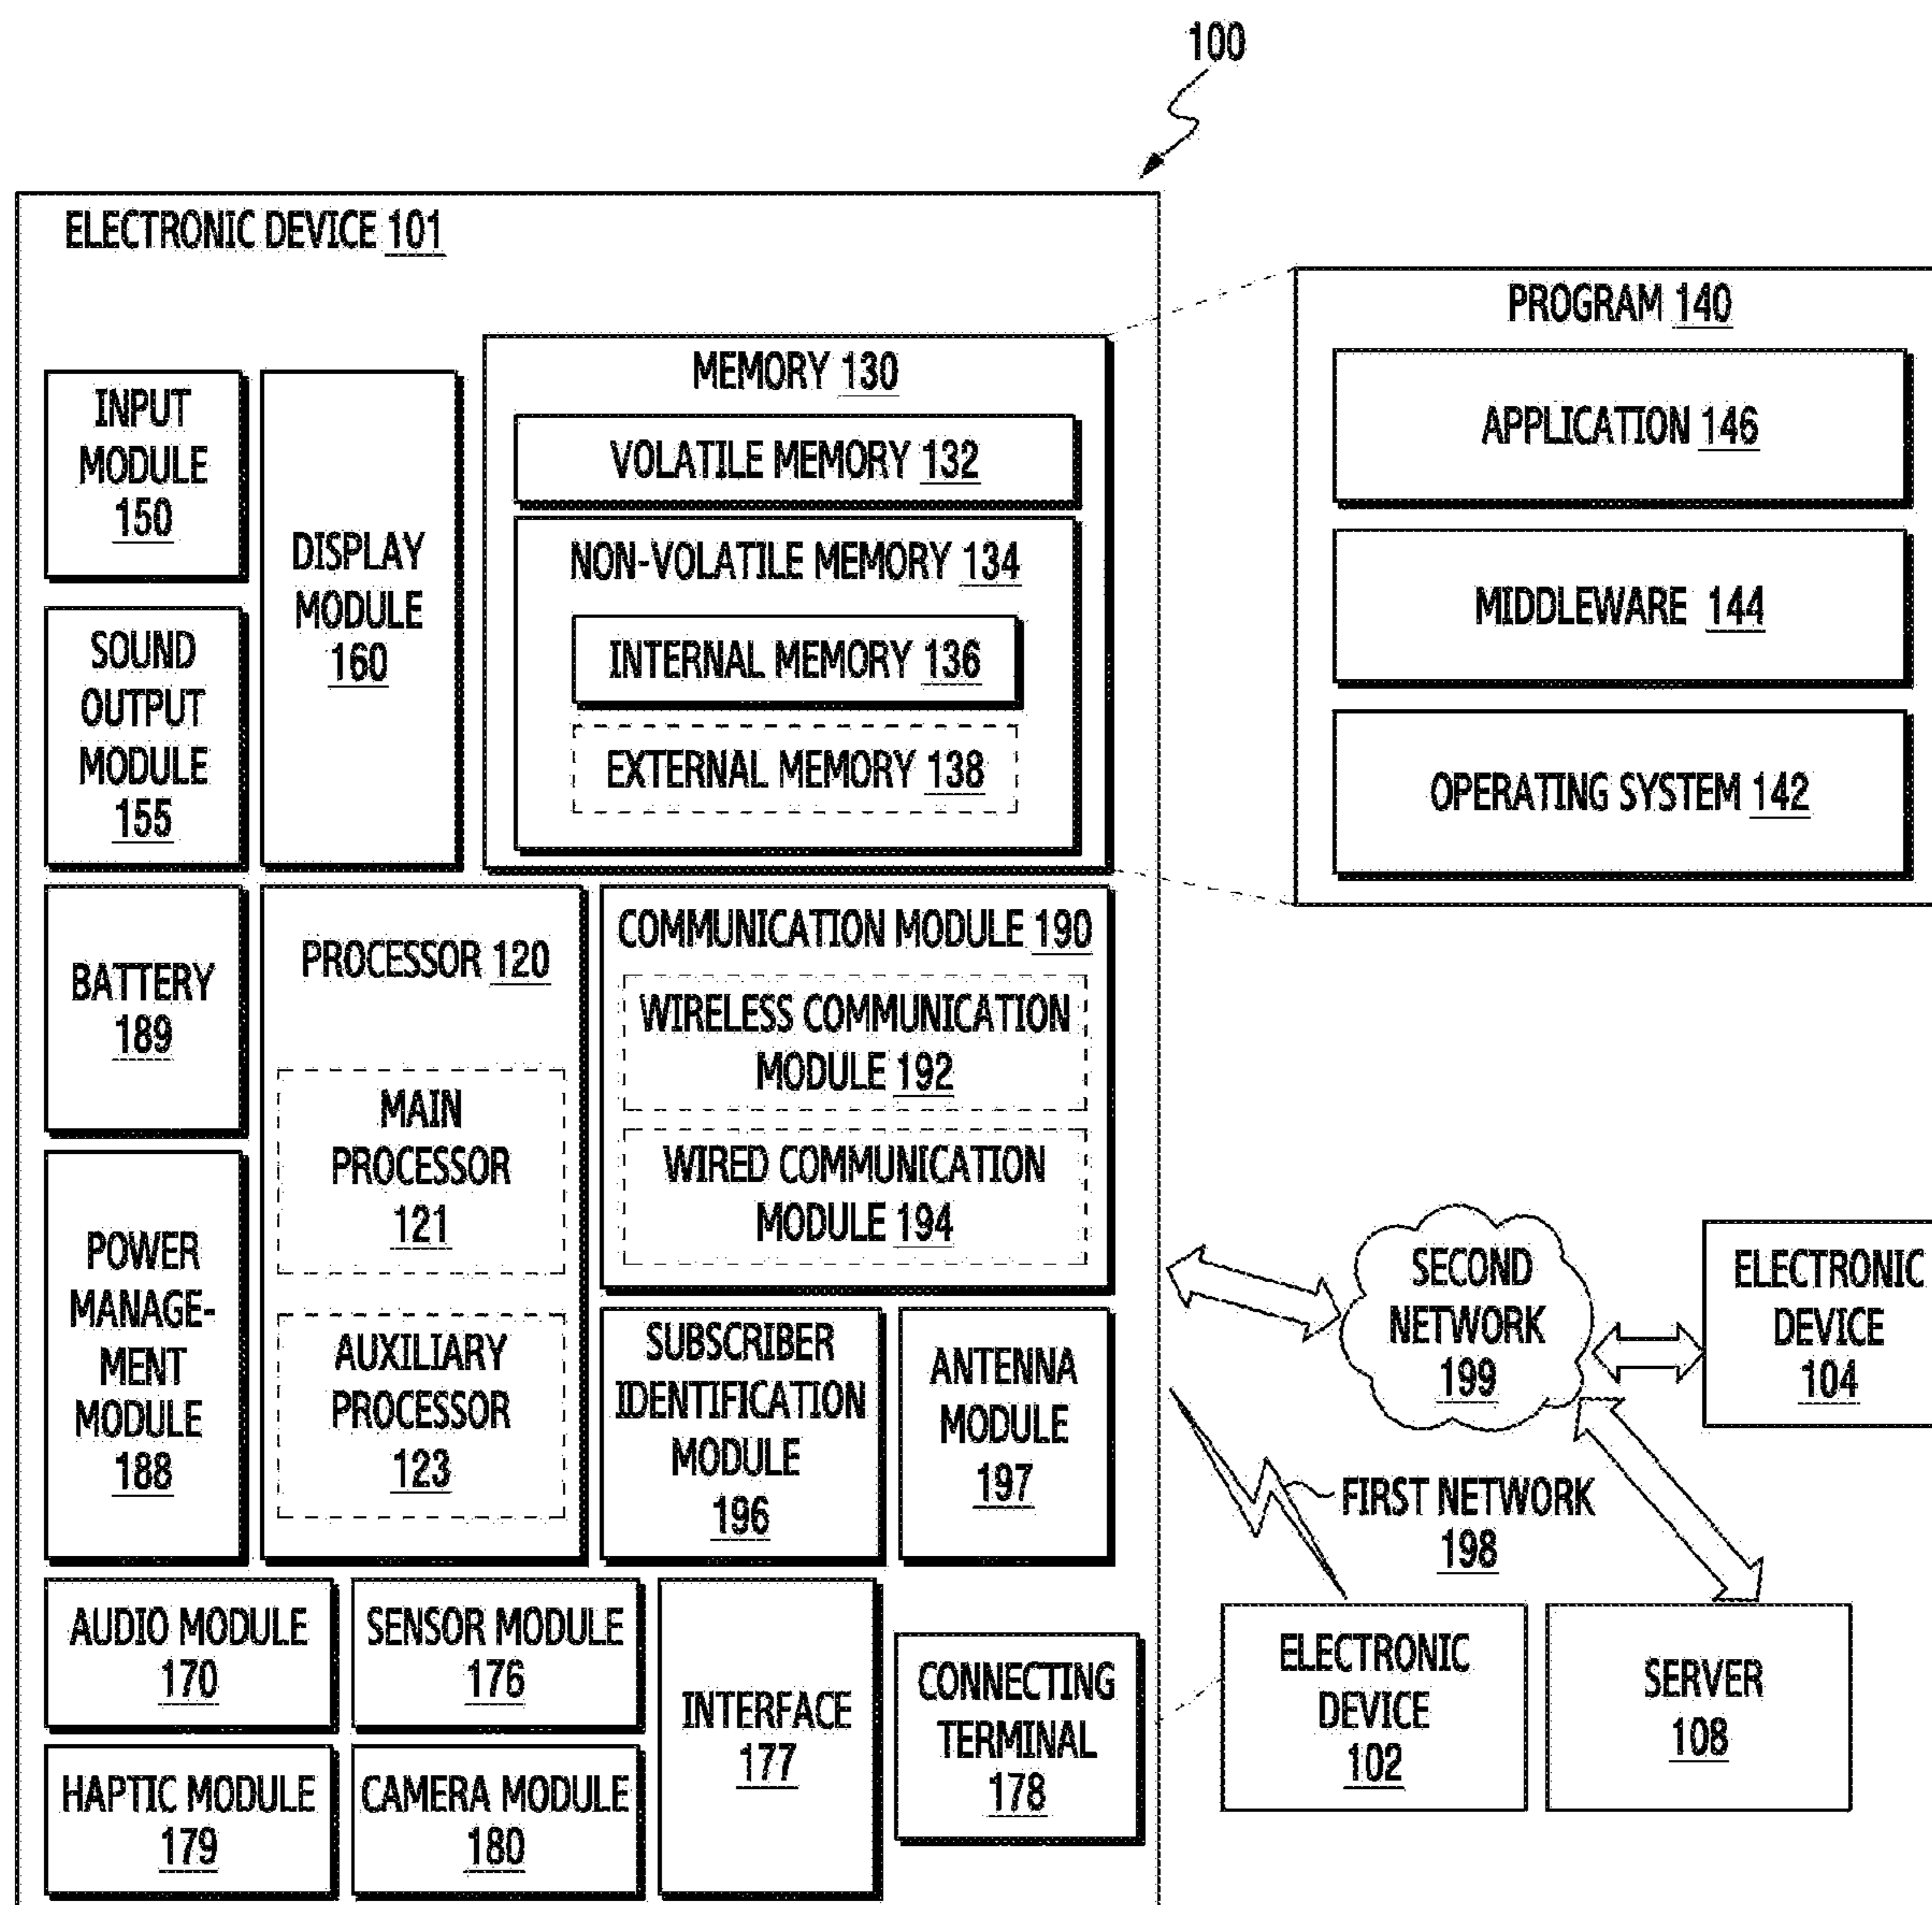 100
ELECTRONIC DEVICE 101
INPUT
MODULE
150
SOUND
OUTPUT
MODULE
155
DISPLAY
MODULE
160
MEMORY 130
VOLATILE MEMORY 132
NON-VOLATILE MEMORY 134
INTERNAL MEMORY 136
EXTERNAL MEMORY 138
PROGRAM 140
APPLICATION 146
MIDDLEWARE 144
OPERATING SYSTEM 142
BATTERY
189
POWER
MANAGE-
MENT
MODULE
188
PROCESSOR 120
MAIN
PROCESSOR
121
AUXILIARY
PROCESSOR
123
COMMUNICATION MODULE 190
WIRELESS COMMUNICATION
MODULE 192
WIRED COMMUNICATION
MODULE 194
SUBSCRIBER
IDENTIFICATION
MODULE
196
ANTENNA
MODULE
197
SECOND
NETWORK
199
ELECTRONIC
DEVICE
104
FIRST NETWORK
198
AUDIO MODULE
170
SENSOR MODULE
176
INTERFACE
177
CONNECTING
TERMINAL
178
HAPTIC MODULE
179
CAMERA MODULE
180
ELECTRONIC
DEVICE
102
SERVER
108